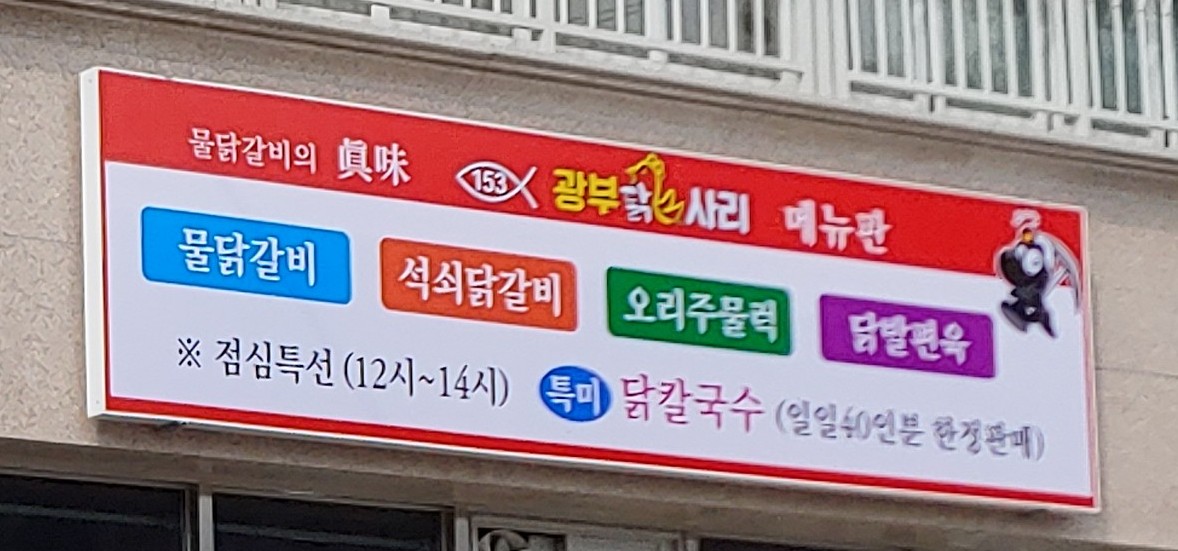 물닭갈비의 眞味 153 광부닭사리 메뉴판
물닭갈비 석쇠닭갈비 오리주물럭 닭발편육
※ 점심특선 (12시~14시) 특미 닭칼국수 (일일40인분 한정판매)